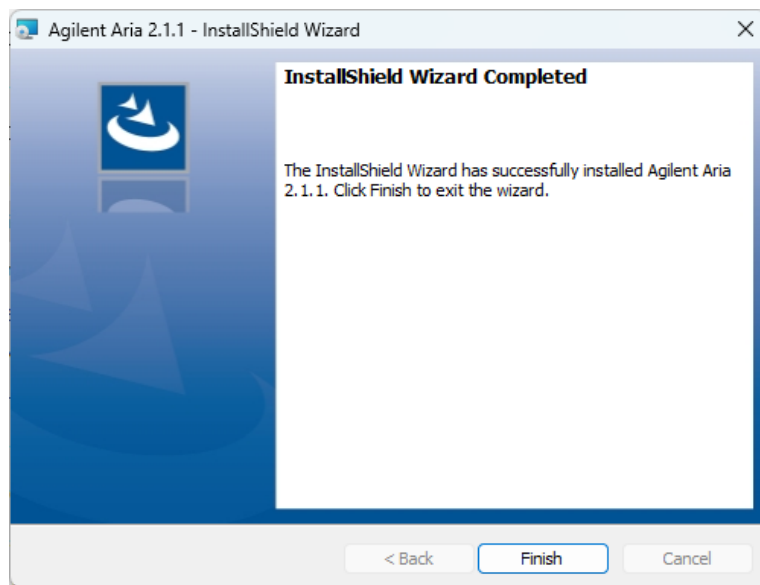 Agilent Aria 2.1.1 - InstallShield Wizard
InstallShield Wizard Completed
The InstallShield Wizard has successfully installed Agilent Aria
2.1.1. Click Finish to exit the wizard.
< Back
Finish
Cancel